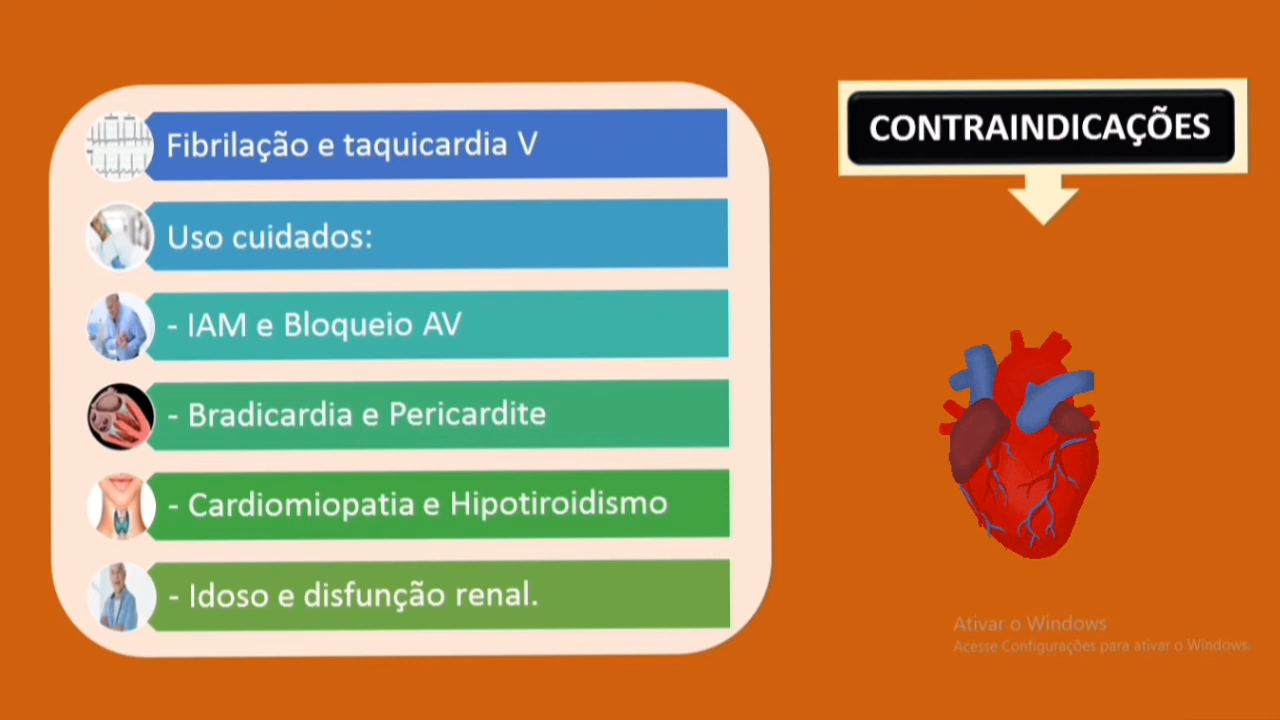 Fibrilação e taquicardia V
Uso cuidados:
- IAM e Bloqueio AV
- Bradicardia e Pericardite
- Cardiomiopatia e Hipotiroidismo
- Idoso e disfunção renal.
CONTRAINDICAÇÕES
Ativar o Windows
Acesse Configurações para ativar o Windows.